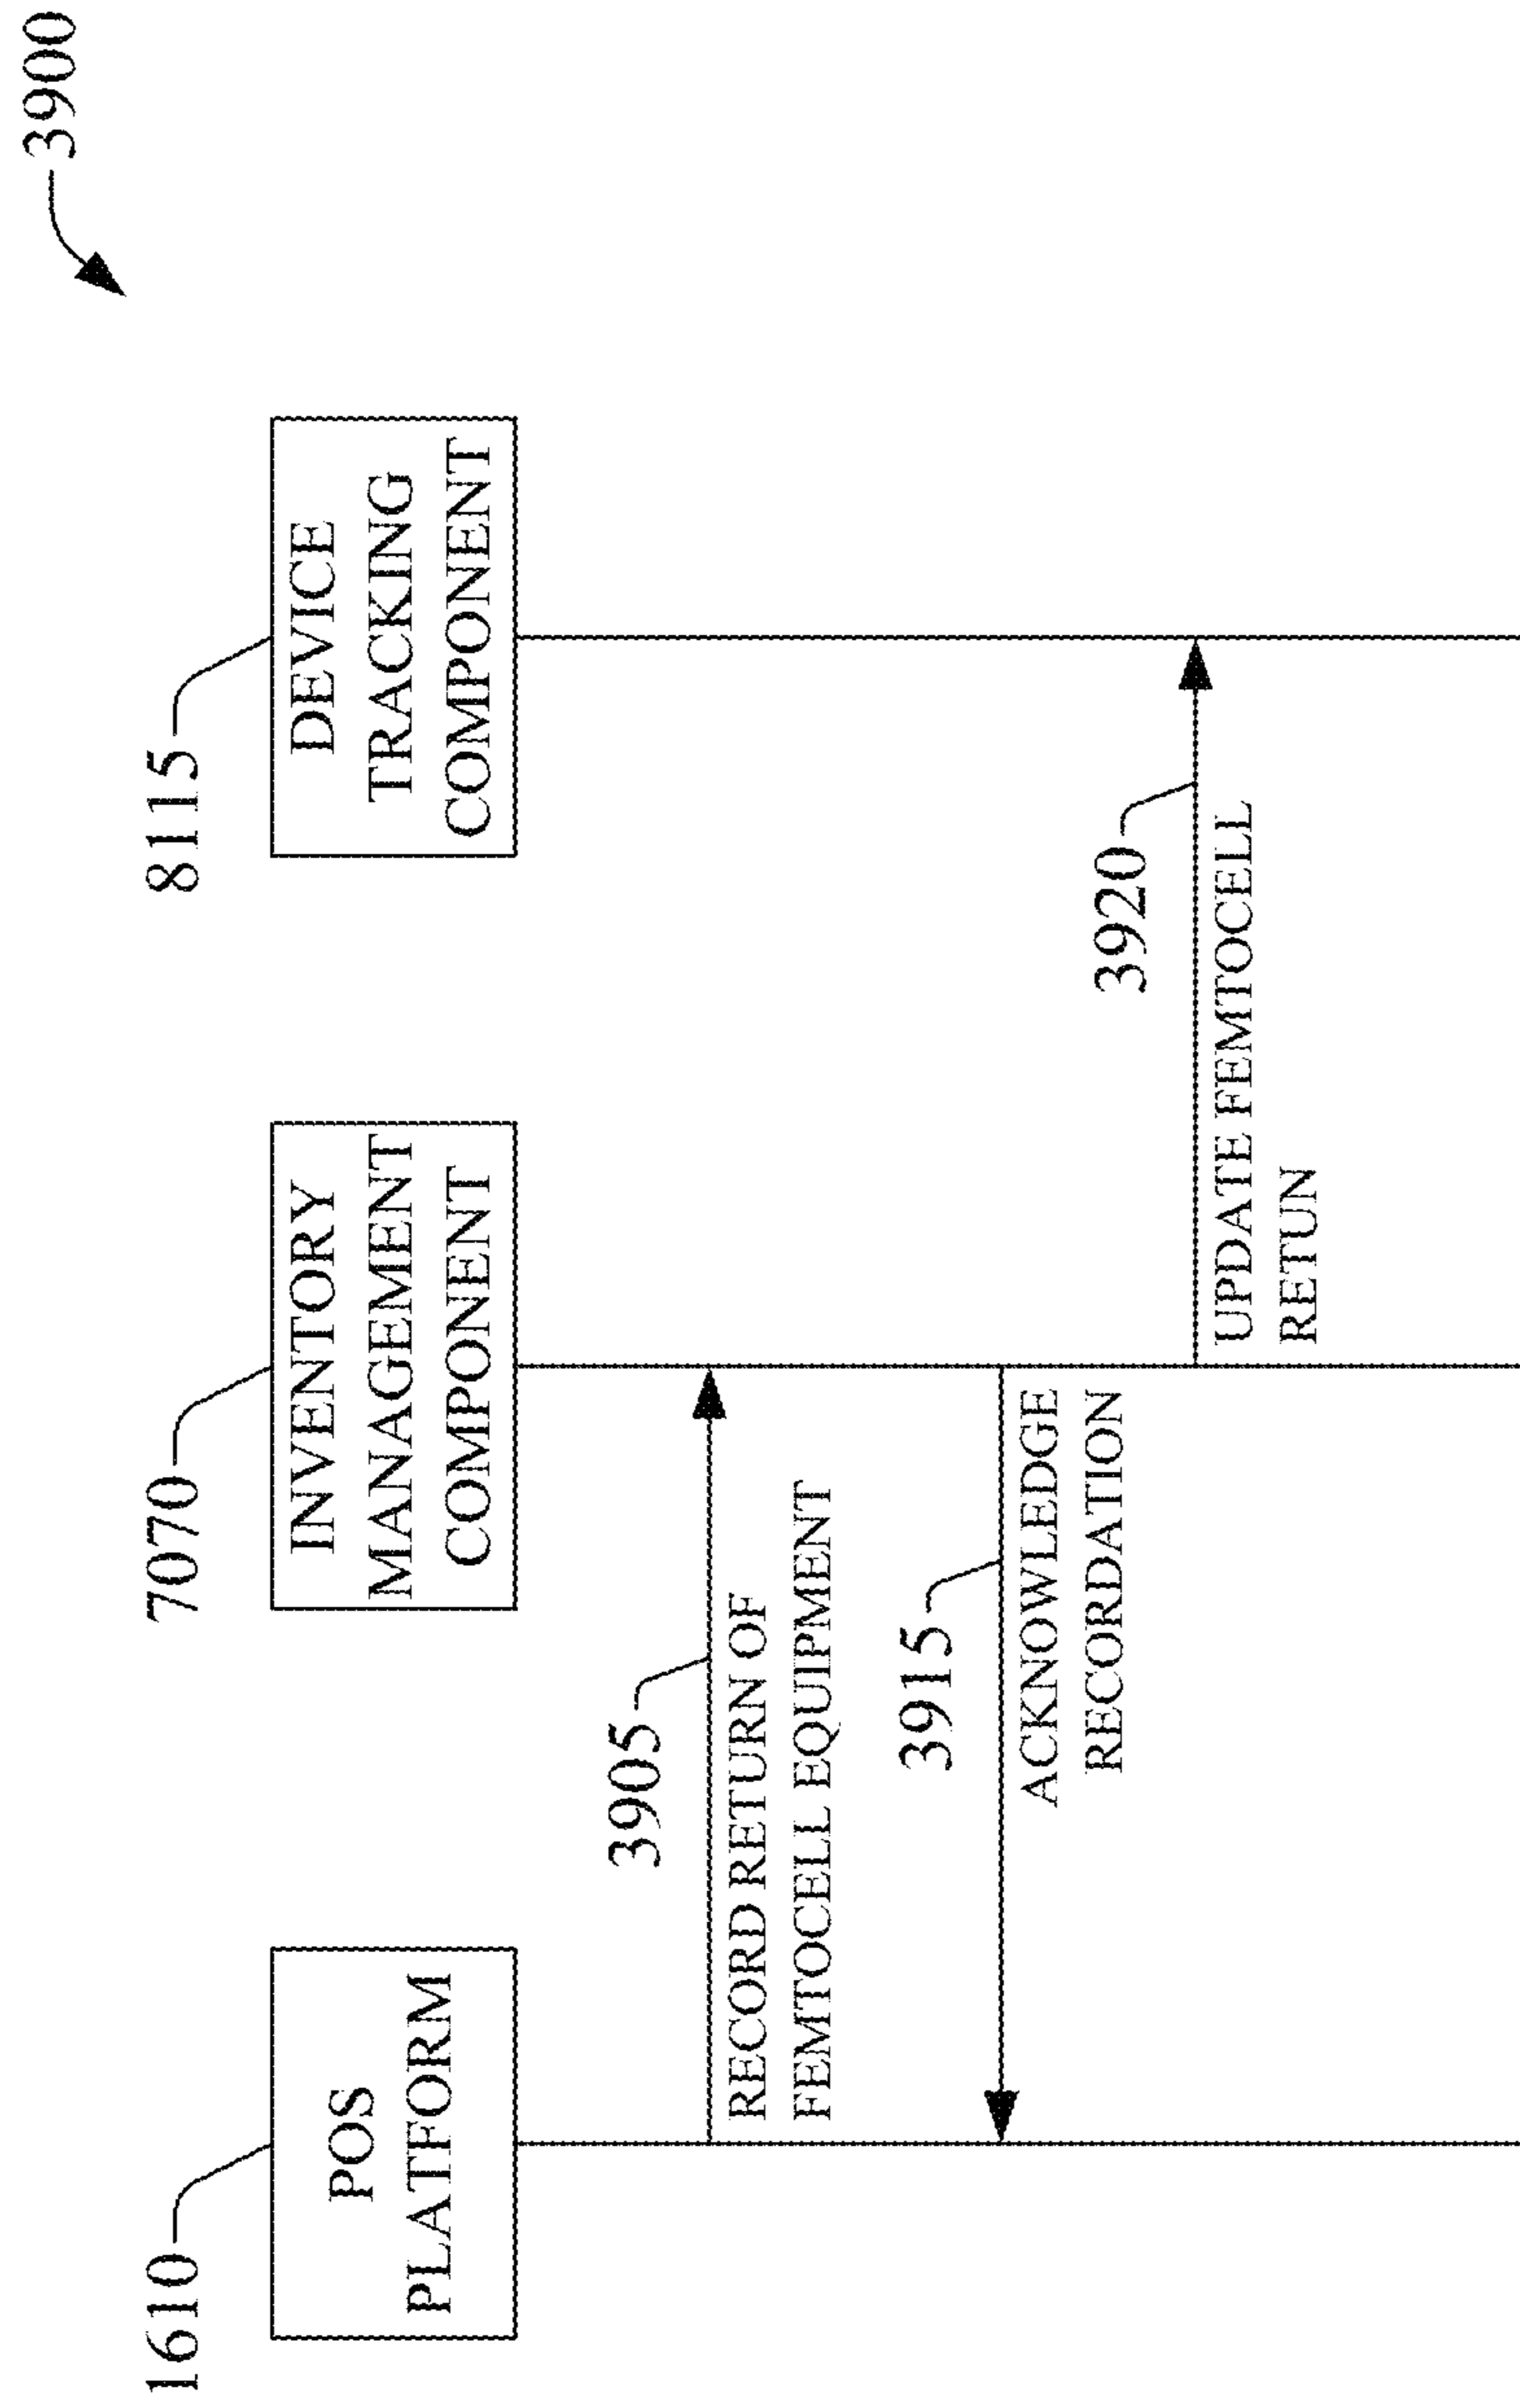 3900
1610
POS
PLATFORM
7070
INVENTORY
MANAGEMENT
COMPONENT
8115
DEVICE
TRACKING
COMPONENT
3905
RECORD RETURN OF
FEMTOCELL EQUIPMENT
3915
ACKNOWLEDGE
RECORDATION
3920
UPDATE FEMTOCELL
RETUN